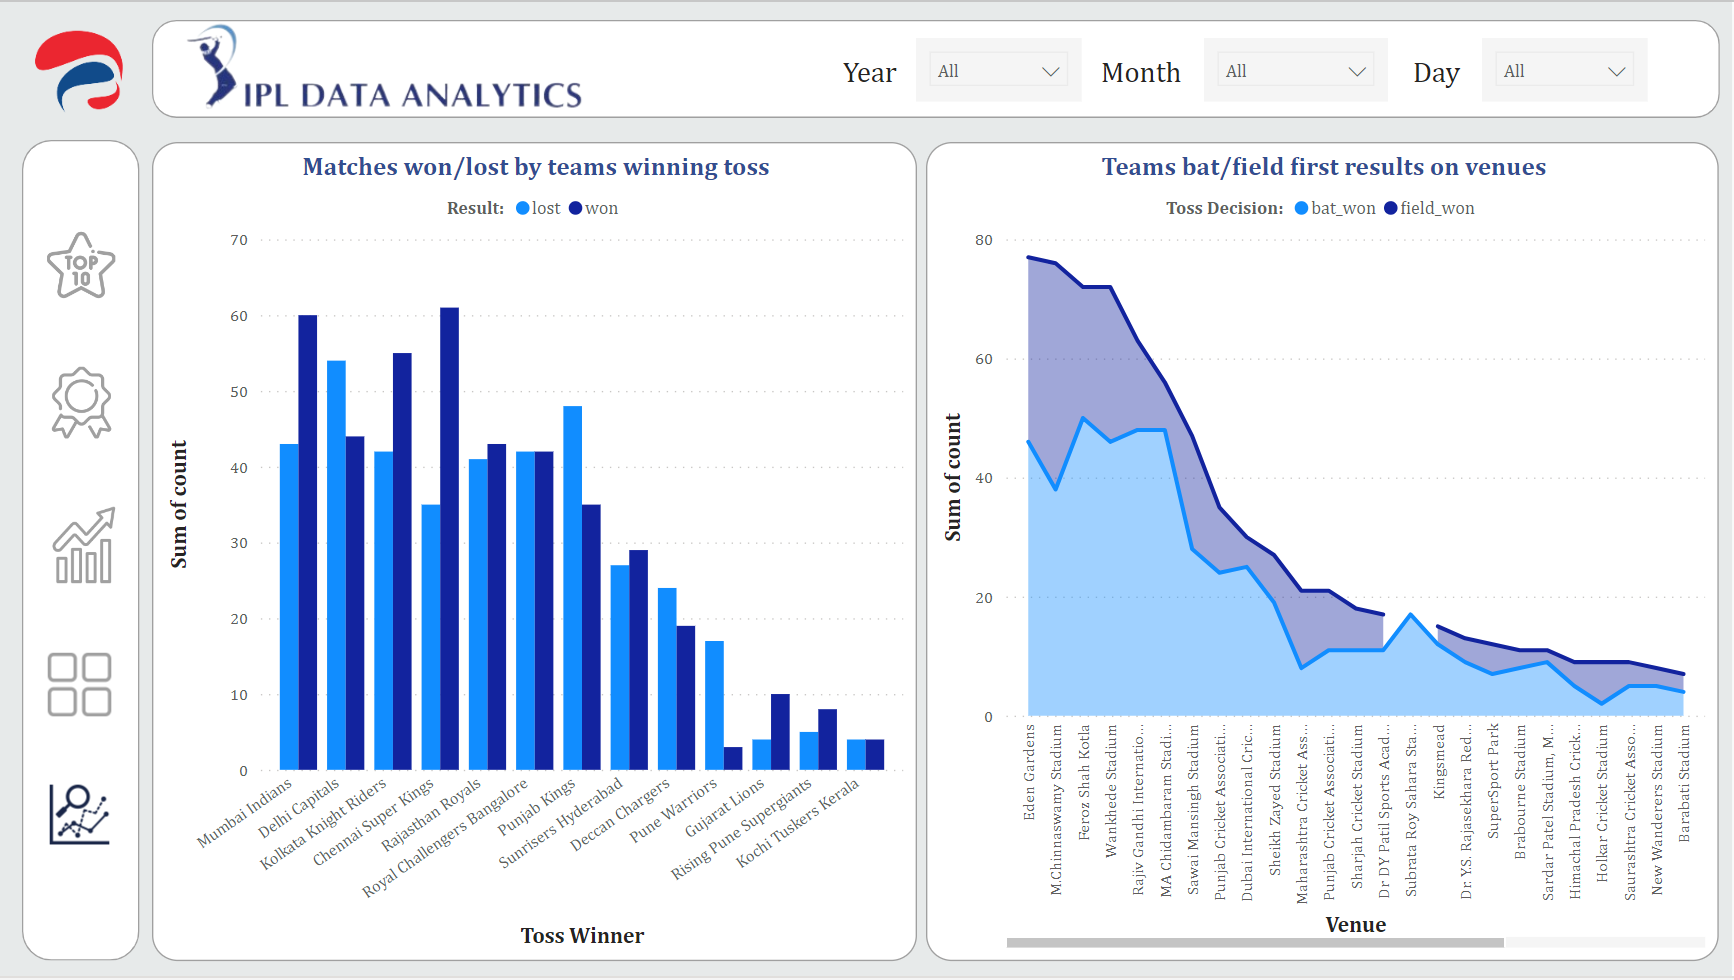 IPL DATA ANALYTICS
Year
All
Month
All
Day
All
TOP
10
Matches won/lost by teams winning toss
Result: lost won
70
60
50
40
30
20
10
0
Sum of count
Mumbai Indians
Delhi Capitals
Kolkata Knight Riders
Chennai Super Kings
Rajasthan Royals
Royal Challengers Bangalore
Punjab Kings
Sunrisers Hyderabad
Deccan Chargers
Pune Warriors
Gujarat Lions
Rising Pune Supergiants
Kochi Tuskers Kerala
Toss Winner
Teams bat/field first results on venues
Toss Decision: bat_won field_won
80
60
40
20
0
Sum of count
Eden Gardens
M.Chinnaswamy Stadium
Feroz Shah Kotla
Wankhede Stadium
Rajiv Gandhi Internatio...
MA Chidambaram Stadi...
Sawai Mansingh Stadium
Punjab Cricket Associati...
Dubai International Cric...
Sheikh Zayed Stadium
Maharashtra Cricket Ass...
Punjab Cricket Associati...
Sharjah Cricket Stadium
Dr DY Patil Sports Acad...
Subrata Roy Sahara Sta...
Kingsmead
Dr. Y.S. Rajasekhara Red...
SuperSport Park
Brabourne Stadium
Sardar Patel Stadium, M...
Himachal Pradesh Crick...
Holkar Cricket Stadium
Saurashtra Cricket Asso...
New Wanderers Stadium
Barabati Stadium
Venue